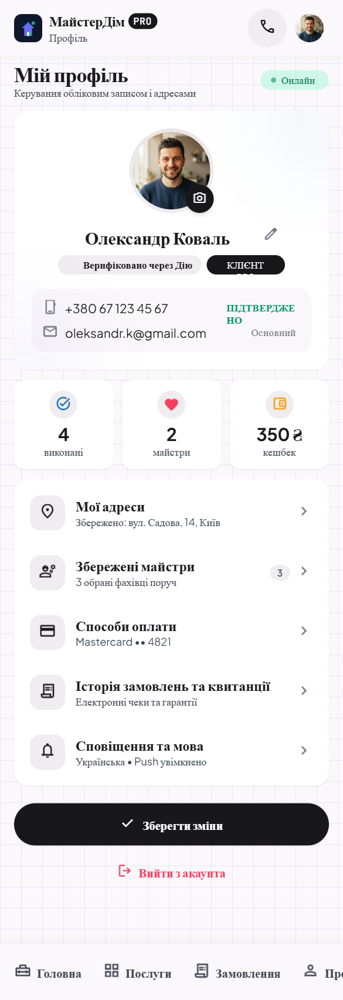 МайстерДім PRO
Профіль
Мій профіль
Керування обліковим записом і адресами
Онлайн
Олександр Коваль
Верифіковано через Дію
КЛІЄНТ
+380 67 123 45 67
ПІДТВЕРДЖЕ
НО
oleksandr.k@gmail.com
Основний
4
виконані
2
майстри
350 ₴
кешбек
Мої адреси
Збережено: вул. Садова, 14, Київ
Збережені майстри
3 обрані фахівці поруч
3
Способи оплати
Mastercard •• 4821
Історія замовлень та квитанції
Електронні чеки та гарантії
Сповіщення та мова
Українська • Push увімкнено
Зберегти зміни
Вийти з акаунта
Головна
Послуги
Замовлення